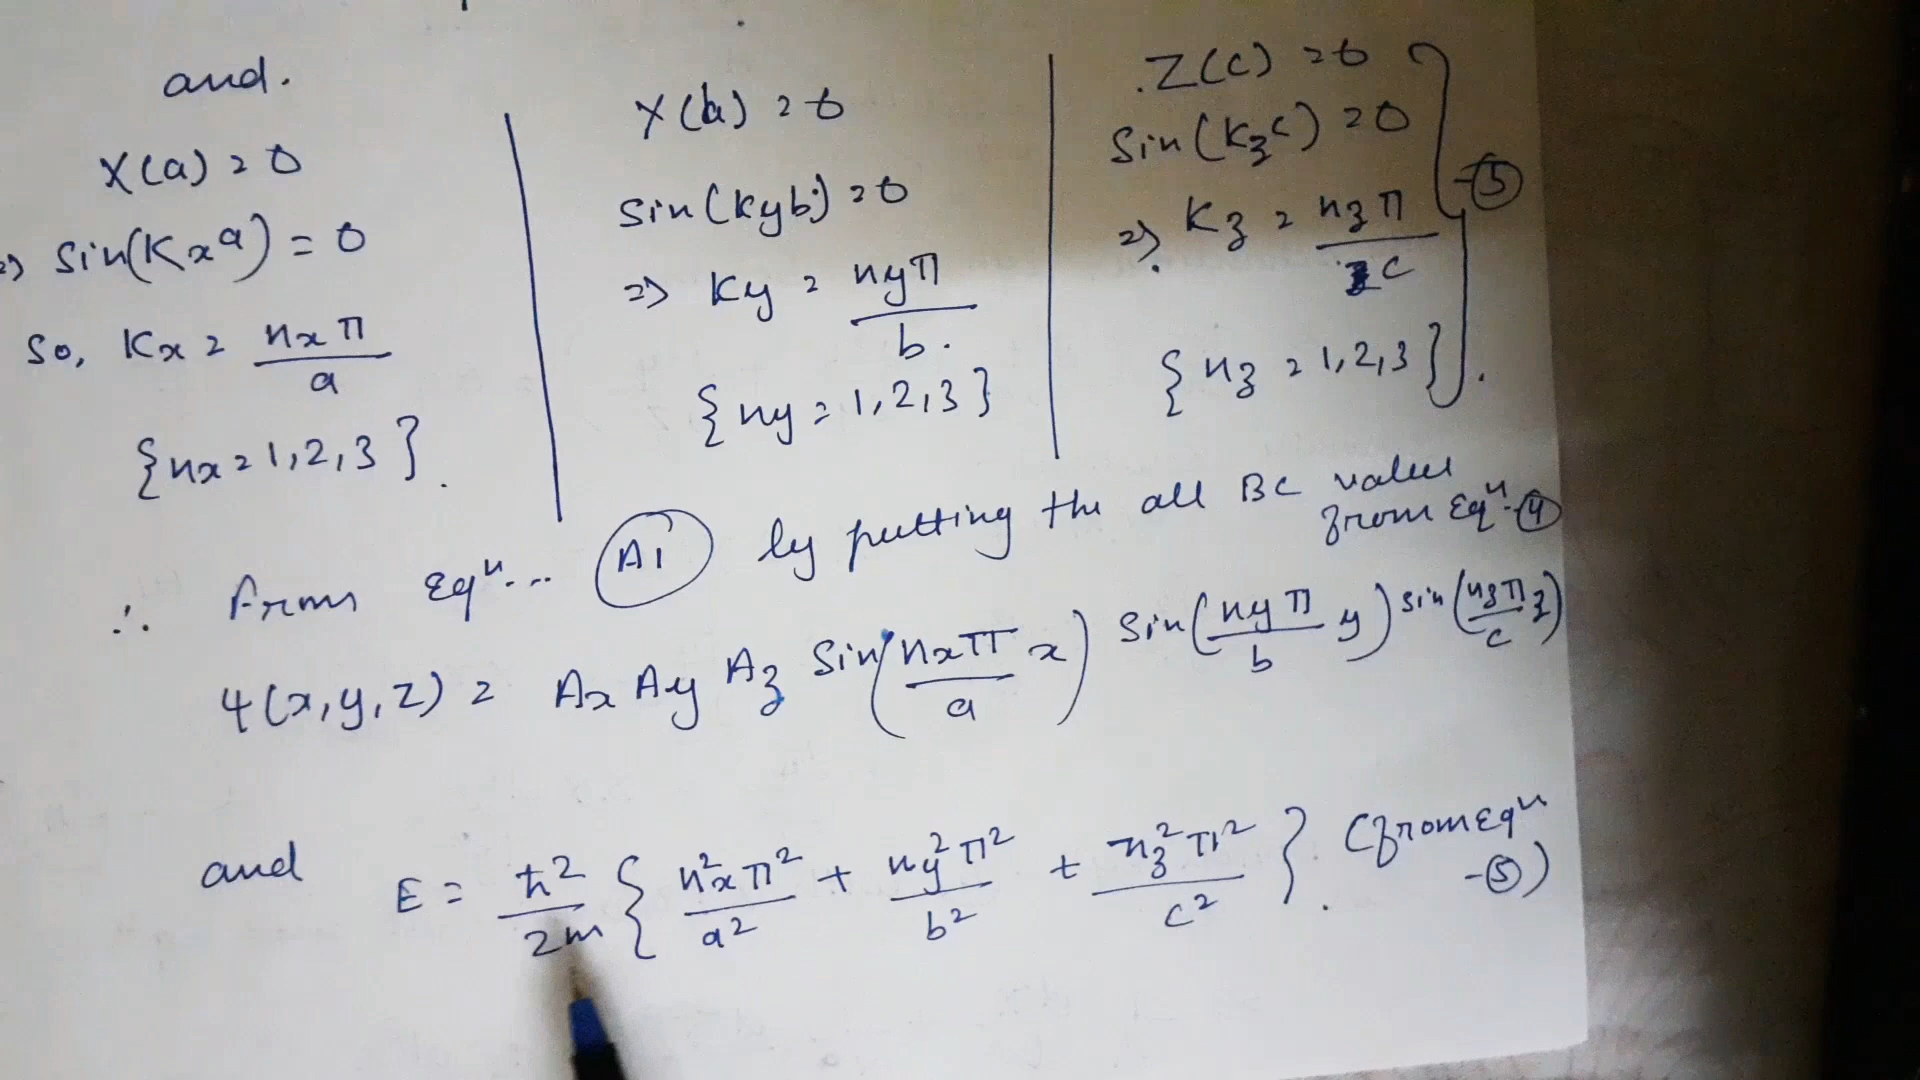 and.
X(a) = 0
⇒ Sin(Kxa) = 0
So, Kx = nxπ/a
{nx = 1,2,3}.
Y(b) = 0
Sin(kyb) = 0
⇒ Ky = nyπ/b.
{ny = 1,2,3}
Z(c) = 0
Sin(Kzc) = 0
⇒ Kz = nzπ/c
{nz = 1,2,3}.
-⑤
∴ From Eqn... (A1) by putting the all BC value from Eqn-④
Ψ(x,y,z) = Ax Ay Az Sin(nxπ/a x) Sin(nyπ/b y) Sin(nzπ/c z)
and E = ħ²/2m {nx²π²/a² + ny²π²/b² + nz²π²/c²}. (from Eqn -⑤)